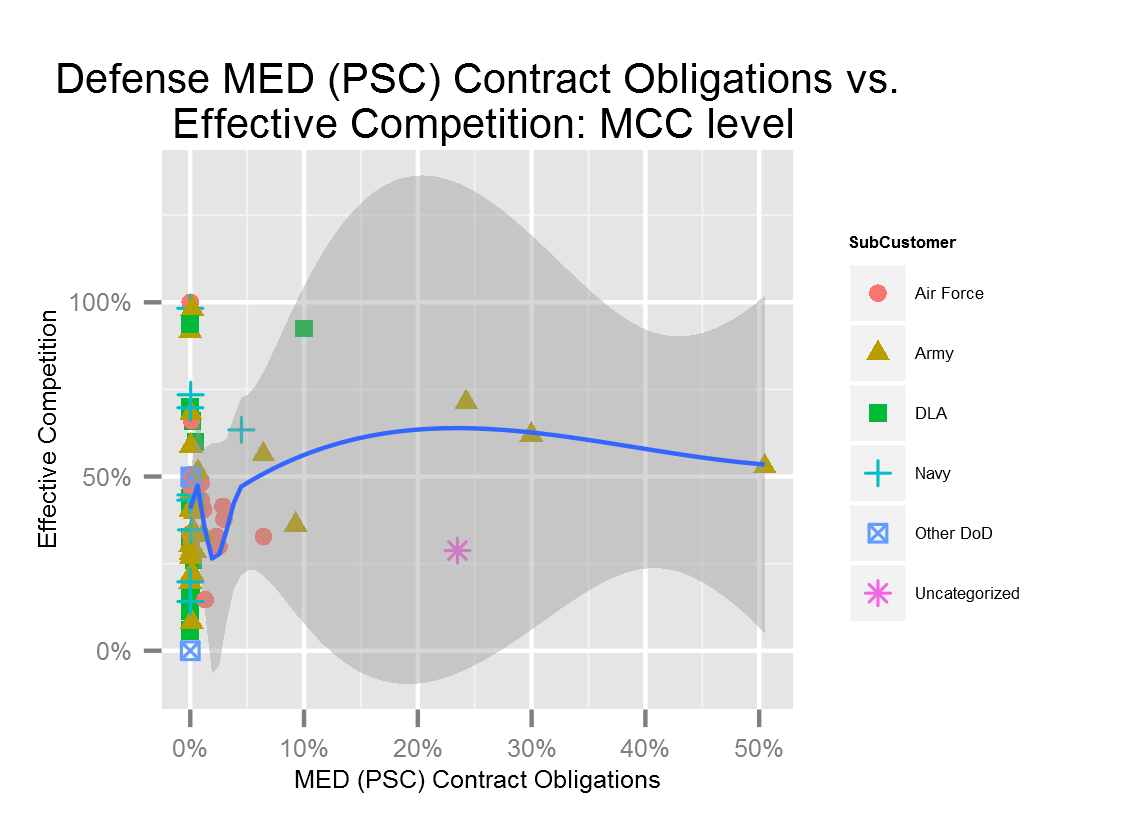 Defense MED (PSC) Contract Obligations vs.
Effective Competition: MCC level
Effective Competition
100%
50%
0%
0%
10%
20%
30%
40%
50%
MED (PSC) Contract Obligations
SubCustomer
Air Force
Army
DLA
Navy
Other DoD
Uncategorized